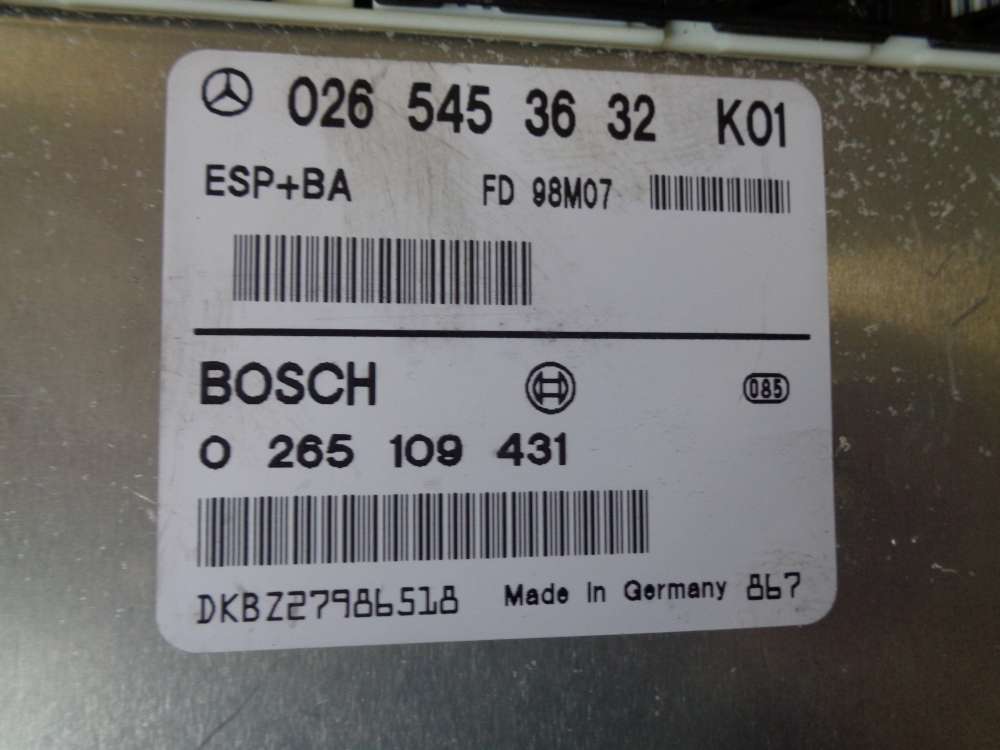 026 545 36 32 K01
ESP+BA FD 98M07
BOSCH 085
0 265 109 431
DKBZ27986518 Made in Germany 867